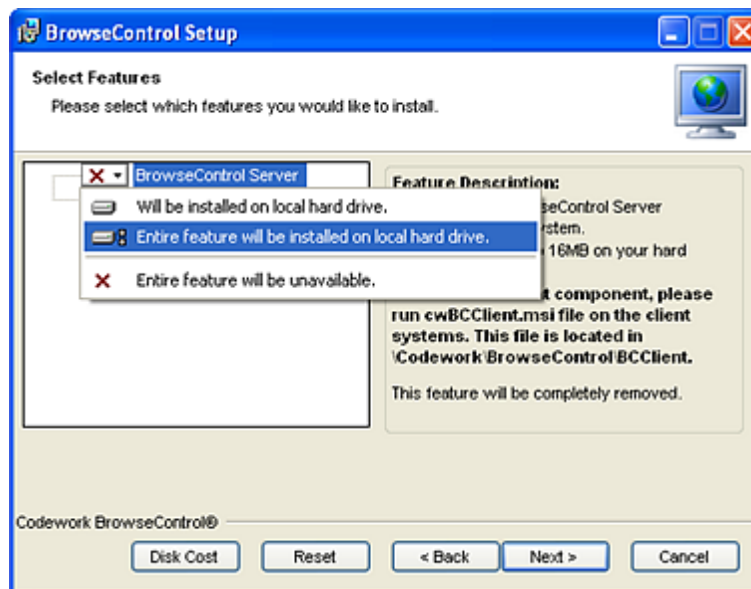 BrowseControl Setup
Select Features
Please select which features you would like to install.
BrowseControl Server
Will be installed on local hard drive.
Entire feature will be installed on local hard drive.
Entire feature will be unavailable.
Feature Description:
Server
16MB on your hard
component, please
run cwBCClient.msi file on the client
systems. This file is located in
\Codework\BrowseControl\BCClient.
This feature will be completely removed.
Codework BrowseControl®
Disk Cost
Reset
< Back
Next >
Cancel